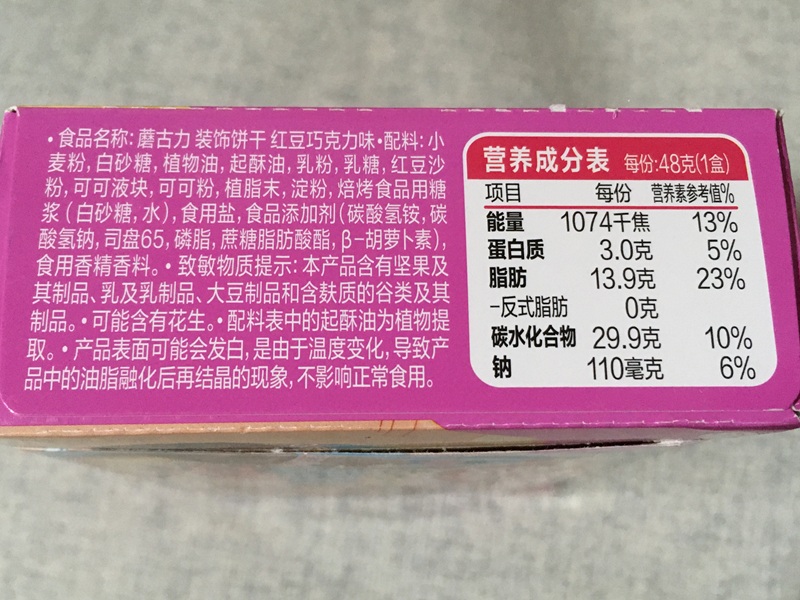 •食品名称: 蘑古力 装饰饼干 红豆巧克力味•配料: 小
麦粉, 白砂糖, 植物油, 起酥油, 乳粉, 乳糖, 红豆沙
粉, 可可液块, 可可粉, 植脂末, 淀粉, 焙烤食品用糖
浆 (白砂糖, 水), 食用盐, 食品添加剂 (碳酸氢铵, 碳
酸氢钠, 司盘65, 磷脂, 蔗糖脂肪酸酯, β-胡萝卜素),
食用香精香料。•致敏物质提示: 本产品含有坚果及
其制品、乳及乳制品、大豆制品和含麸质的谷类及其
制品。•可能含有花生。•配料表中的起酥油为植物提
取。•产品表面可能会发白, 是由于温度变化, 导致产
品中的油脂融化后再结晶的现象, 不影响正常食用。
营养成分表 每份:48克(1盒)
项目 每份 营养素参考值%
能量 1074千焦 13%
蛋白质 3.0克 5%
脂肪 13.9克 23%
-反式脂肪 0克
碳水化合物 29.9克 10%
钠 110毫克 6%